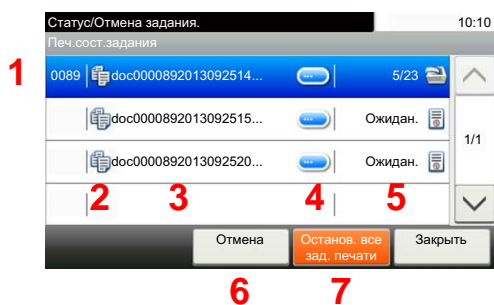 Статус/Отмена задания. 10:10
Печ.сост.задания
1
0089 doc0000892013092514... 5/23
doc0000892013092515... Ожидан.
1/1
doc0000892013092520... Ожидан.
2 3 4 5
Отмена
Останов. все
зад. печати
Закрыть
6 7